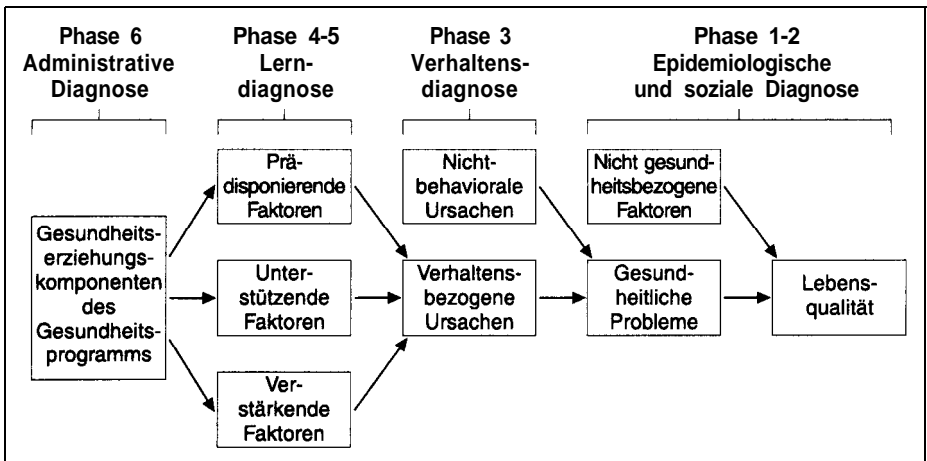 Phase 6
Administrative
Diagnose
Phase 4-5
Lern-
diagnose
Phase 3
Verhaltens-
diagnose
Phase 1-2
Epidemiologische
und soziale Diagnose
Gesundheits-
erziehungs-
komponenten
des
Gesundheits-
programms
Prä-
disponierende
Faktoren
Unter-
stützende
Faktoren
Ver-
stärkende
Faktoren
Nicht-
behaviorale
Ursachen
Verhaltens-
bezogene
Ursachen
Nicht gesund-
heitsbezogene
Faktoren
Gesund-
heitliche
Probleme
Lebens-
qualität